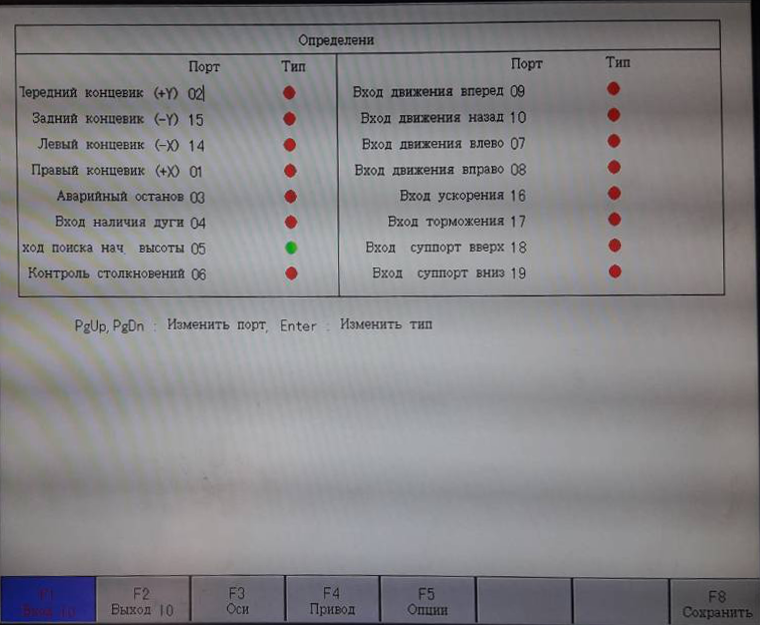 Определени
Порт Тип Порт Тип
Передний концевик (+Y) 02 Вход движения вперед 09
Задний концевик (-Y) 15 Вход движения назад 10
Левый концевик (-X) 14 Вход движения влево 07
Правый концевик (+X) 01 Вход движения вправо 08
Аварийный останов 03 Вход ускорения 16
Вход наличия дуги 04 Вход торможения 17
ход поиска нач. высоты 05 Вход суппорт вверх 18
Контроль столкновений 06 Вход суппорт вниз 19
PgUp, PgDn : Изменить порт, Enter : Изменить тип
F1 F2 F3 F4 F5 F8
Вход IO Выход IO Оси Привод Опции Сохранить